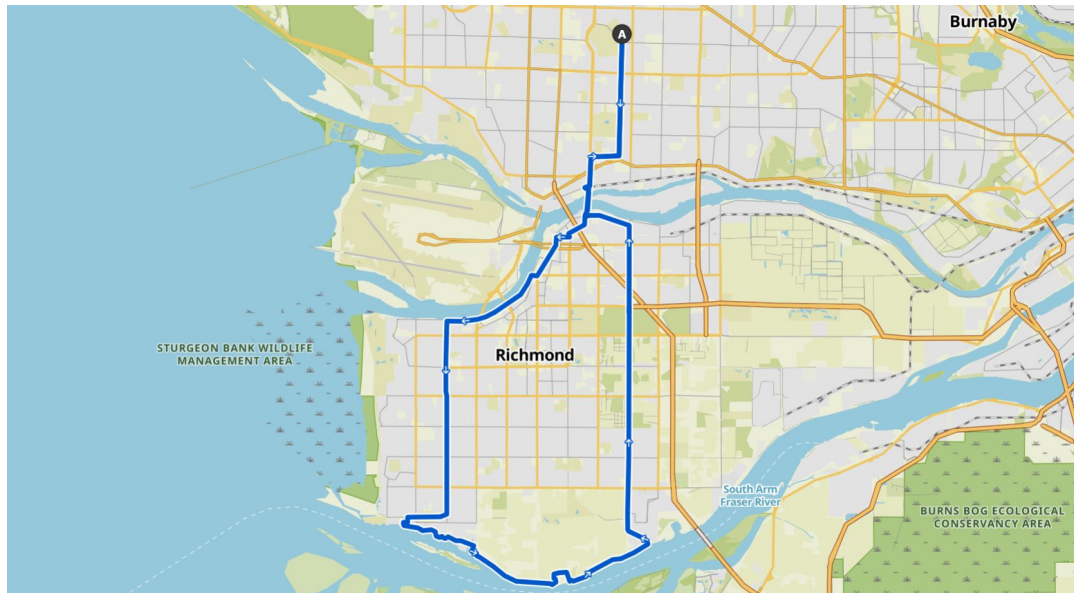 Burnaby
A
STURGEON BANK WILDLIFE
MANAGEMENT AREA
Richmond
South Arm
Fraser River
BURNS BOG ECOLOGICAL
CONSERVANCY AREA